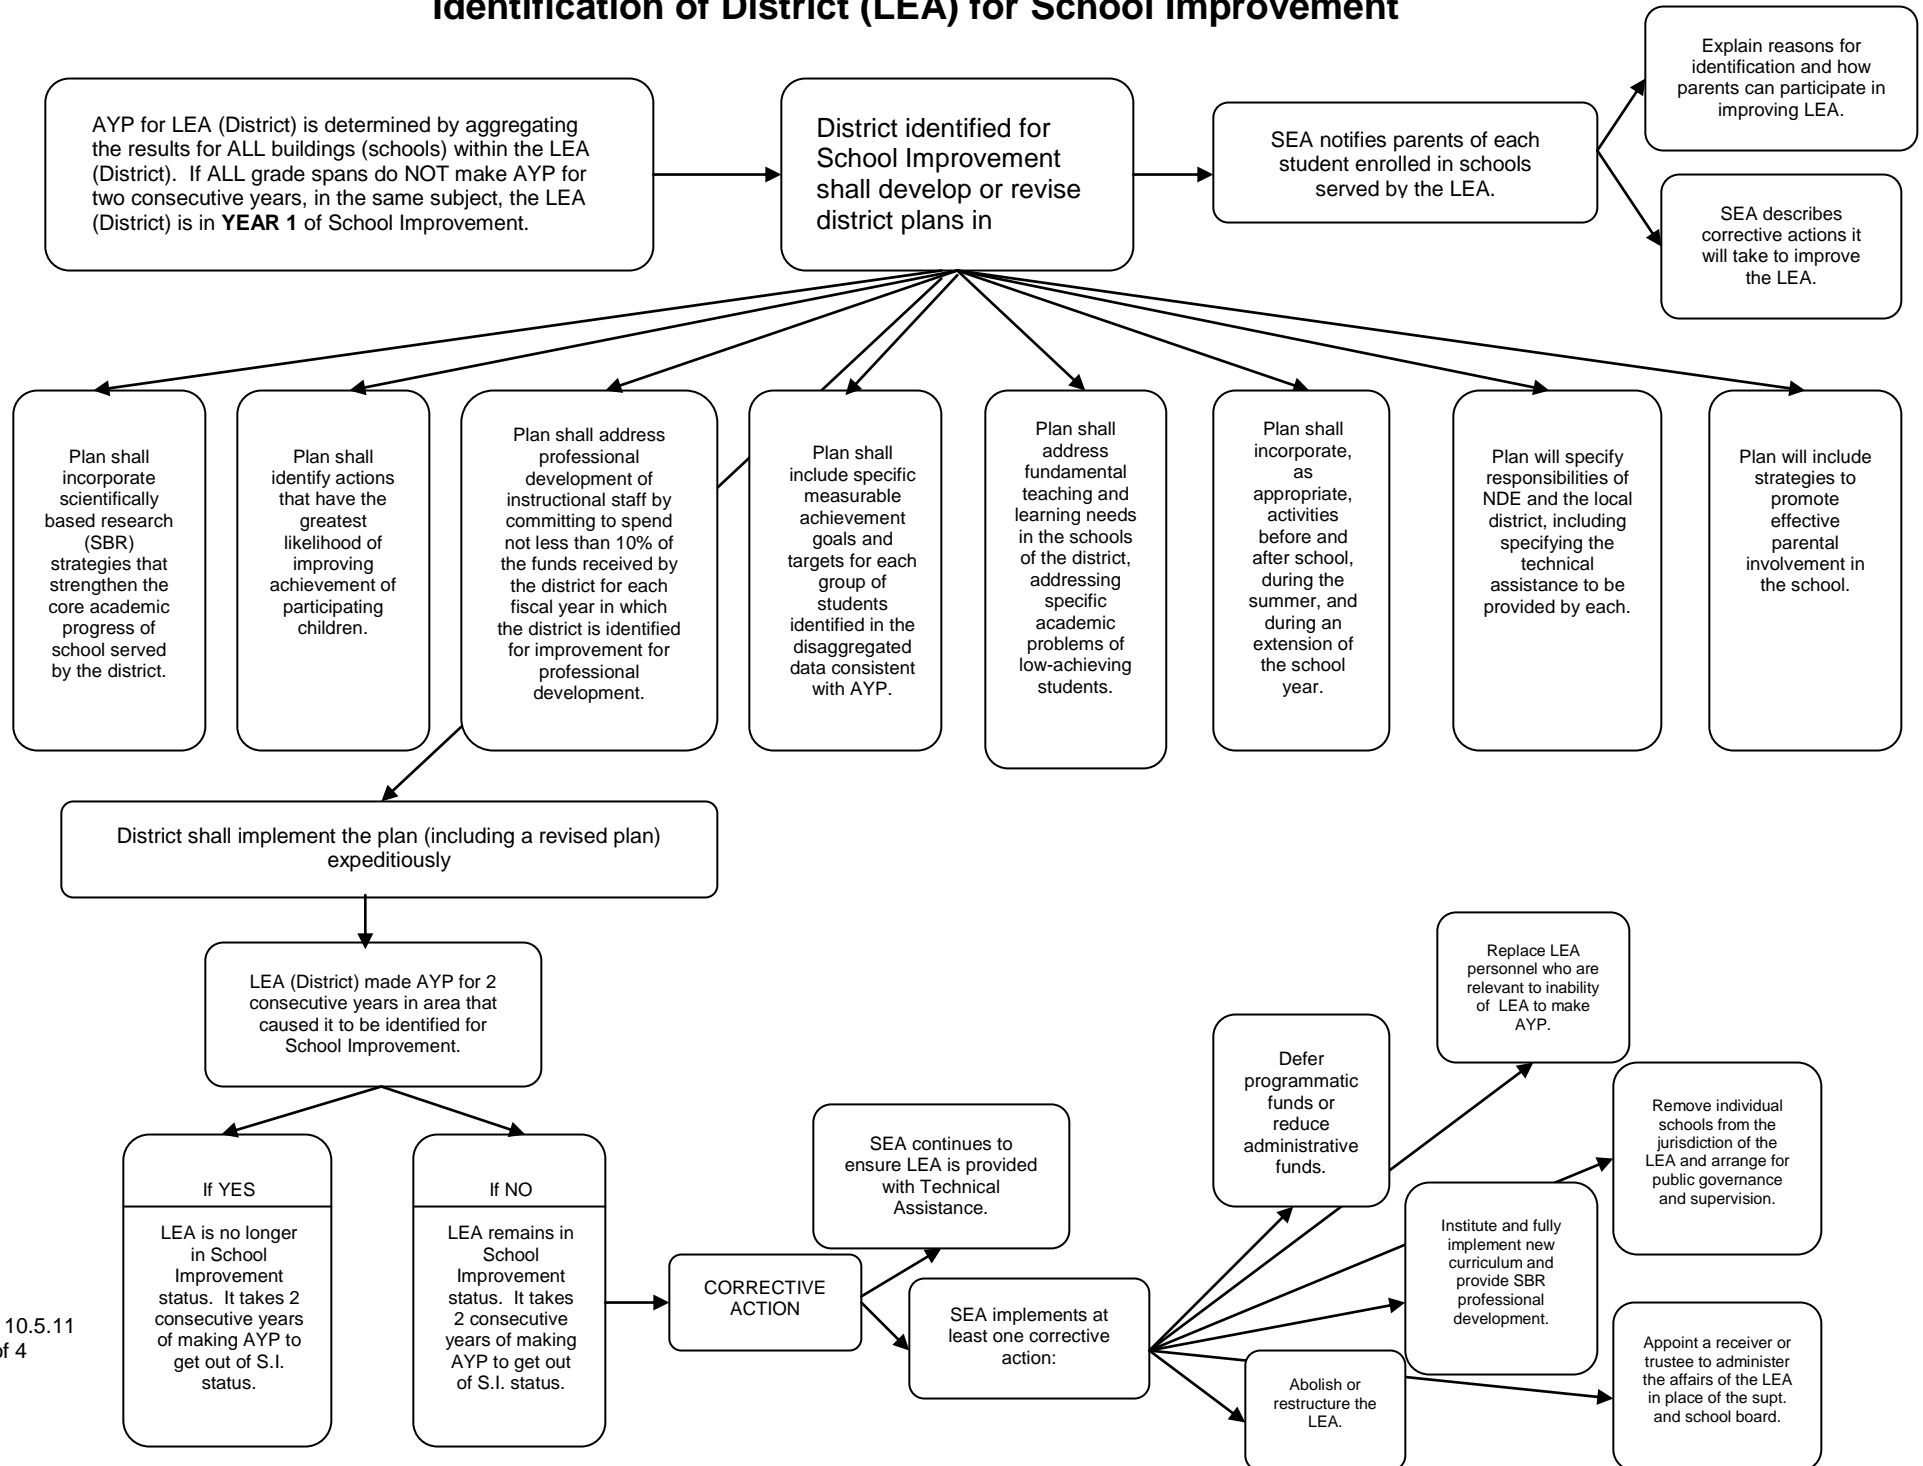 Identification of District (LEA) for School Improvement
AYP for LEA (District) is determined by aggregating
the results for ALL buildings (schools) within the LEA
(District). If ALL grade spans do NOT make AYP for
two consecutive years, in the same subject, the LEA
(District) is in YEAR 1 of School Improvement.
District identified for
School Improvement
shall develop or revise
district plans in
SEA notifies parents of each
student enrolled in schools
served by the LEA.
Explain reasons for
identification and how
parents can participate in
improving LEA.
SEA describes
corrective actions it
will take to improve
the LEA.
Plan shall
incorporate
scientifically
based research
(SBR)
strategies that
strengthen the
core academic
progress of
school served
by the district.
Plan shall
identify actions
that have the
greatest
likelihood of
improving
achievement of
participating
children.
Plan shall address
professional
development of
instructional staff by
committing to spend
not less than 10% of
the funds received by
the district for each
fiscal year in which
the district is identified
for improvement for
professional
development.
Plan shall
include specific
measurable
achievement
goals and
targets for each
group of
students
identified in the
disaggregated
data consistent
with AYP.
Plan shall
address
fundamental
teaching and
learning needs
in the schools
of the district,
addressing
specific
academic
problems of
low-achieving
students.
Plan shall
incorporate,
as
appropriate,
activities
before and
after school,
during the
summer, and
during an
extension of
the school
year.
Plan will specify
responsibilities of
NDE and the local
district, including
specifying the
technical
assistance to be
provided by each.
Plan will include
strategies to
promote
effective
parental
involvement in
the school.
District shall implement the plan (including a revised plan)
expeditiously
LEA (District) made AYP for 2
consecutive years in area that
caused it to be identified for
School Improvement.
If YES
LEA is no longer
in School
Improvement
status. It takes 2
consecutive years
of making AYP to
get out of S.I.
status.
If NO
LEA remains in
School
Improvement
status. It takes
2 consecutive
years of making
AYP to get out
of S.I. status.
CORRECTIVE
ACTION
SEA continues to
ensure LEA is provided
with Technical
Assistance.
SEA implements at
least one corrective
action:
Defer
programmatic
funds or
reduce
administrative
funds.
Replace LEA
personnel who are
relevant to inability
of LEA to make
AYP.
Remove individual
schools from the
jurisdiction of the
LEA and arrange for
public governance
and supervision.
Institute and fully
implement new
curriculum and
provide SBR
professional
development.
Appoint a receiver or
trustee to administer
the affairs of the LEA
in place of the supt.
and school board.
Abolish or
restructure the
LEA.
10.5.11
of 4